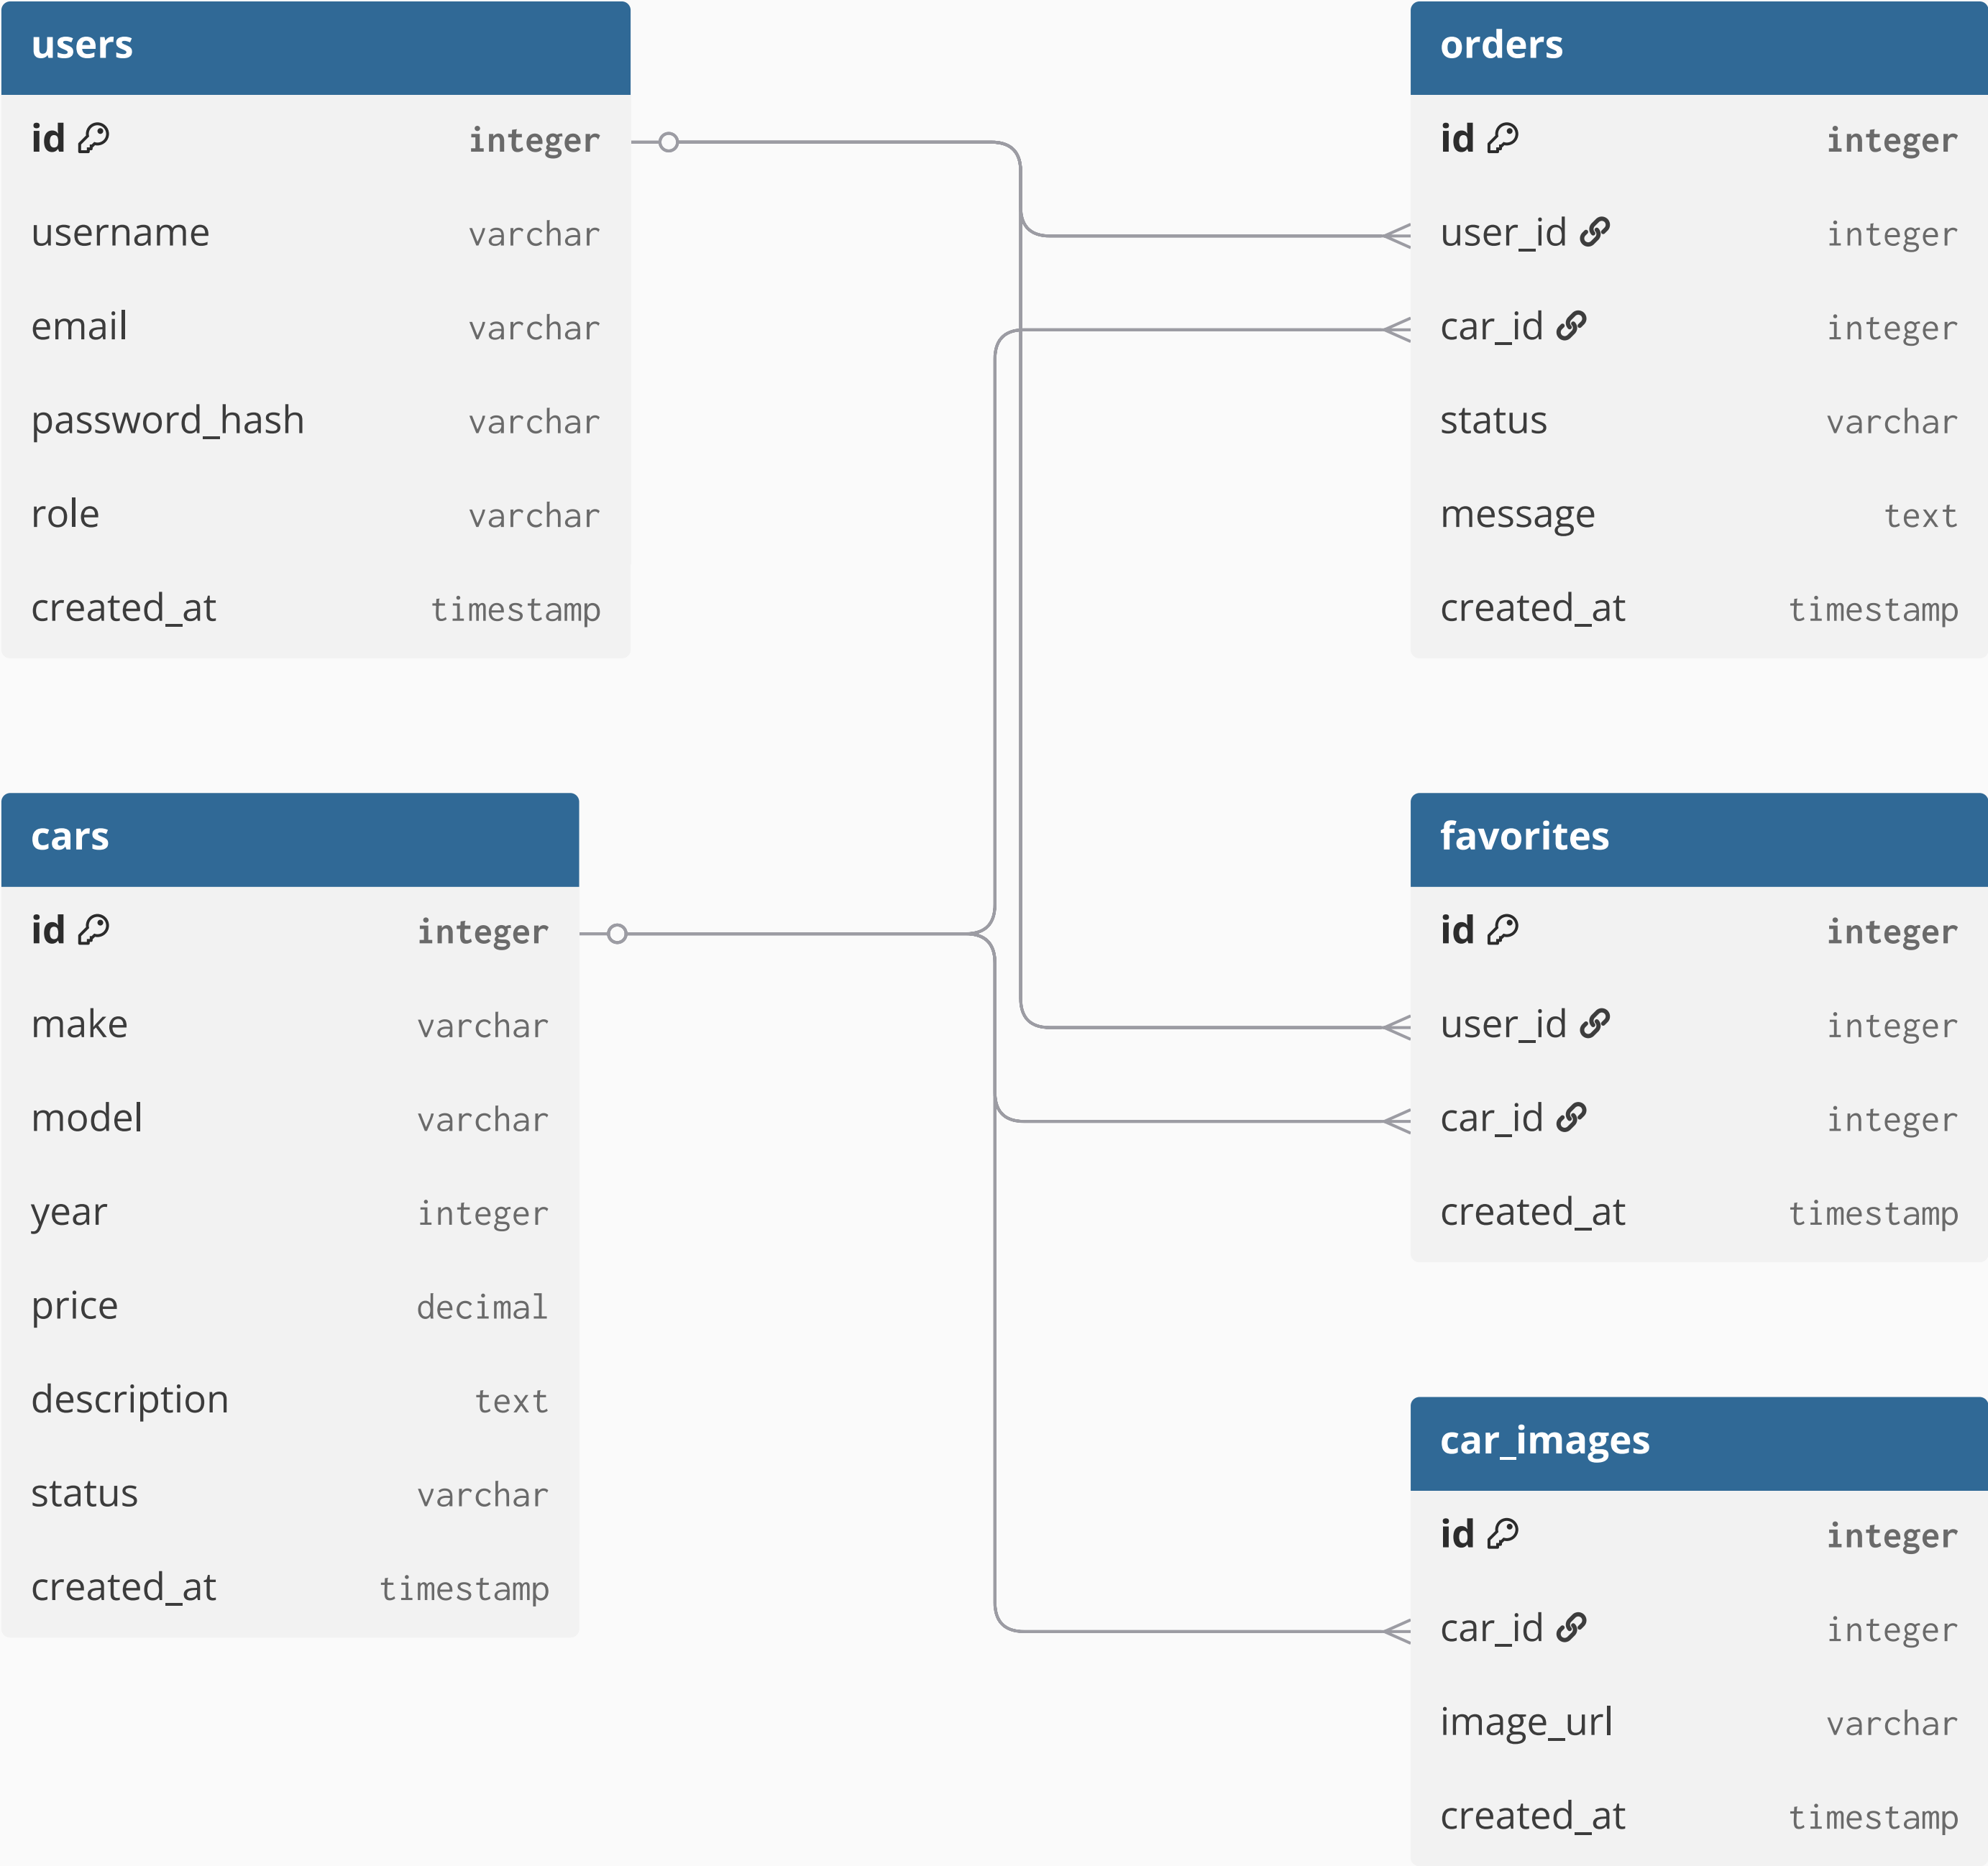 users
id integer
username varchar
email varchar
password_hash varchar
role varchar
created_at timestamp
orders
id integer
user_id integer
car_id integer
status varchar
message text
created_at timestamp
cars
id integer
make varchar
model varchar
year integer
price decimal
description text
status varchar
created_at timestamp
favorites
id integer
user_id integer
car_id integer
created_at timestamp
car_images
id integer
car_id integer
image_url varchar
created_at timestamp